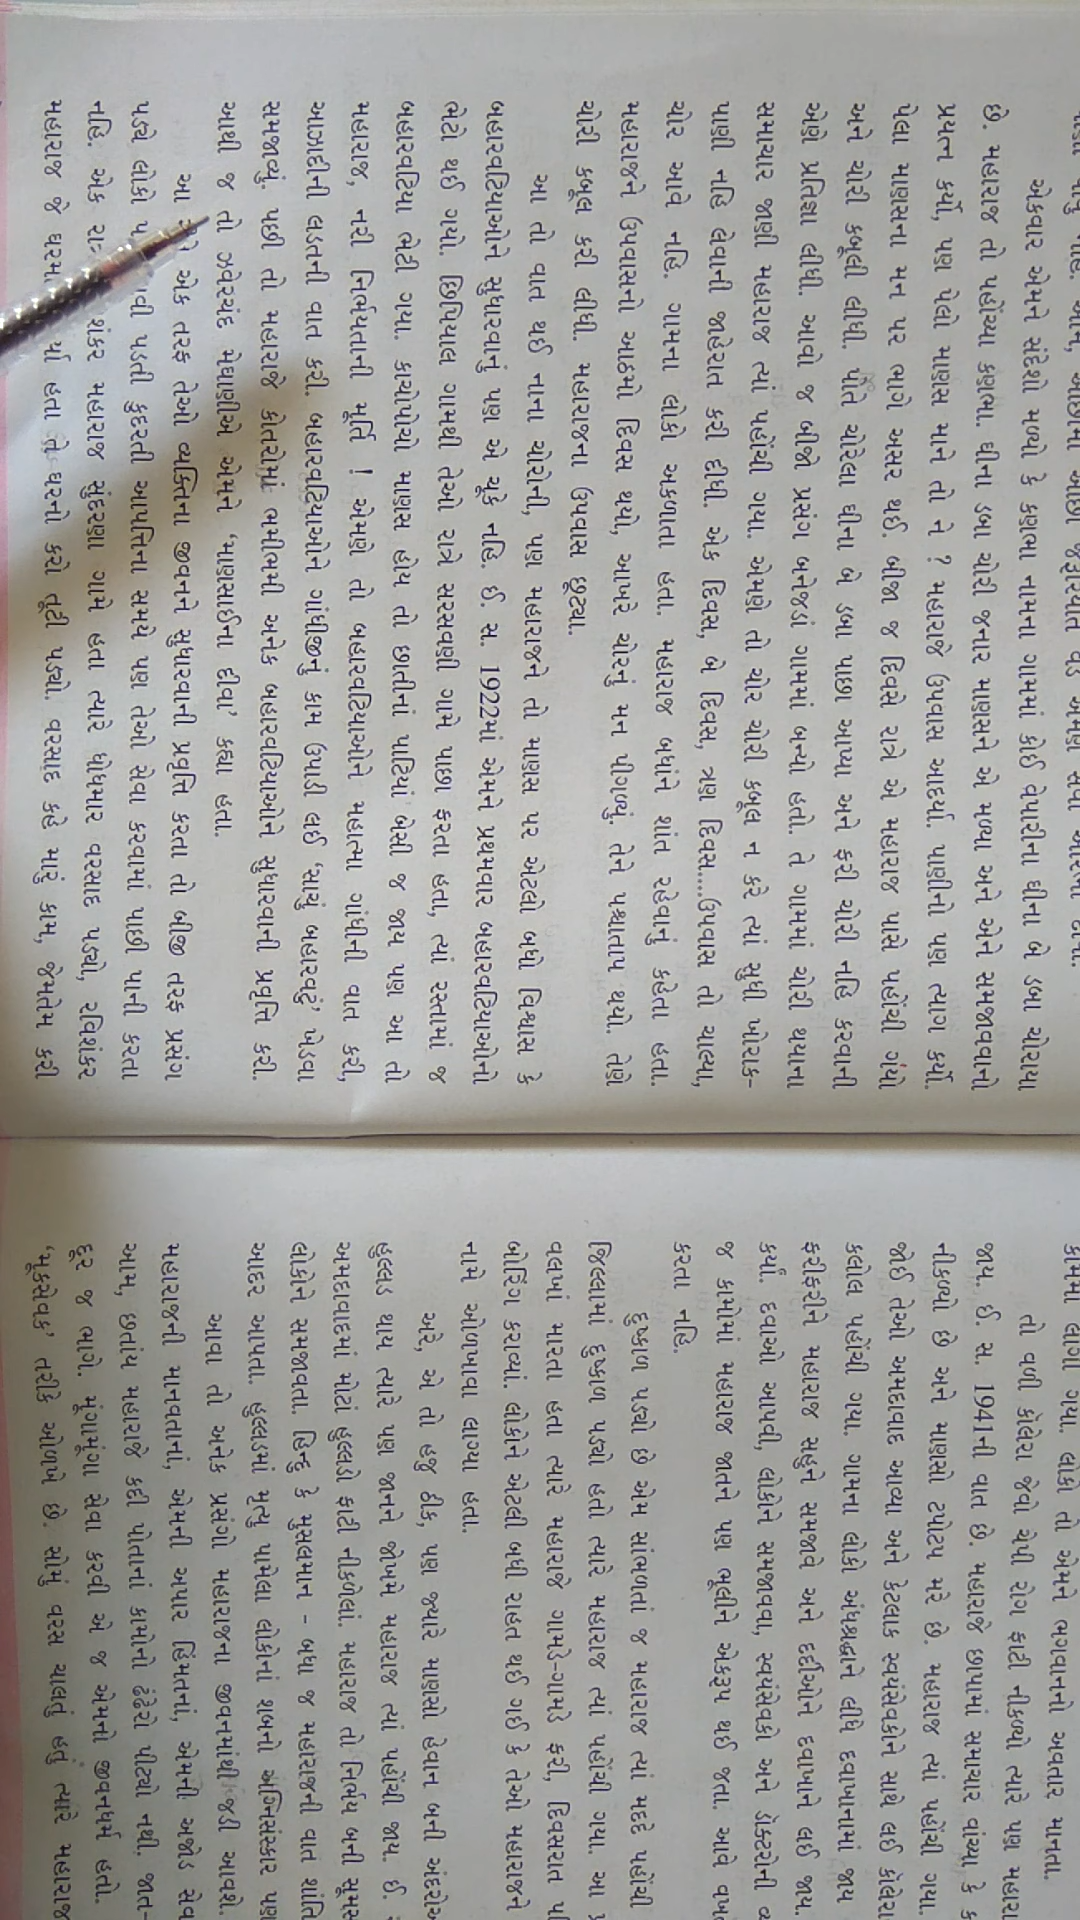 એકવાર એમને સંદેશો મળ્યો કે કણભા નામના ગામમાં કોઈ વેપારીના ઘીના બે ડબા ચોરાયા
છે. મહારાજ તો પહોંચ્યા કણભા. ઘીના ડબા ચોરી જનાર માણસને એ મળ્યા અને એને સમજાવવાનો
પ્રયત્ન કર્યો, પણ પેલો માણસ માને તો ને ? મહારાજે ઉપવાસ આદર્યા. પાણીનો પણ ત્યાગ કર્યો.
પેલા માણસના મન પર ભારે અસર થઈ. બીજા જ દિવસે રાત્રે એ મહારાજ પાસે પહોંચી ગયો
અને ચોરી કબૂલી લીધી. પોતે ચોરેલા ઘીના બે ડબા પાછા આપ્યા અને ફરી ચોરી નહિ કરવાની
એણે પ્રતિજ્ઞા લીધી. આવો જ બીજો પ્રસંગ બનેજડા ગામમાં બન્યો હતો. તે ગામમાં ચોરી થયાના
સમાચાર જાણી મહારાજ ત્યાં પહોંચી ગયા. એમણે તો ચોર ચોરી કબૂલ ન કરે ત્યાં સુધી ખોરાક-
પાણી નહિ લેવાની જાહેરાત કરી દીધી. એક દિવસ, બે દિવસ, ત્રણ દિવસ....ઉપવાસ તો ચાલ્યા,
ચોર આવે નહિ. ગામના લોકો અકળાતા હતા. મહારાજ બધાંને શાંત રહેવાનું કહેતા હતા.
મહારાજને ઉપવાસનો આઠમો દિવસ થયો, આખરે ચોરનું મન પીગળ્યું. તેને પશ્ચાતાપ થયો. તેણે
ચોરી કબૂલ કરી લીધી. મહારાજના ઉપવાસ છૂટ્યા.
આ તો વાત થઈ નાના ચોરોની, પણ મહારાજને તો માણસ પર એટલો બધો વિશ્વાસ કે
બહારવટિયાઓને સુધારવાનું પણ એ ચૂકે નહિ. ઈ. સ. 1922માં એમને પ્રથમવાર બહારવટિયાઓનો
ભેટો થઈ ગયો. છિપિયાલ ગામથી તેઓ રાત્રે સરસવણી ગામે પાછા ફરતા હતા, ત્યાં રસ્તામાં જ
બહારવટિયા ભેટી ગયા. કાચોપોચો માણસ હોય તો છાતીનાં પાટિયાં બેસી જ જાય પણ આ તો
મહારાજ, નરી નિર્ભયતાની મૂર્તિ ! એમણે તો બહારવટિયાઓને મહાત્મા ગાંધીની વાત કરી,
આઝાદીની લડતની વાત કરી. બહારવટિયાઓને ગાંધીજીનું કામ ઉપાડી લઈ ‘સાચું બહારવટું’ ખેડવા
સમજાવ્યું. પછી તો મહારાજે કોતરોમાં ભમીભમી અનેક બહારવટિયાઓને સુધારવાની પ્રવૃત્તિ કરી.
આથી જ તો ઝવેરચંદ મેઘાણીએ એમને ‘માણસાઈના દીવા’ કહ્યા હતા.
આ એક તરફ તેઓ વ્યક્તિના જીવનને સુધારવાની પ્રવૃત્તિ કરતા તો બીજી તરફ પ્રસંગ
પડ્યે લોકો પડતી કુદરતી આપત્તિના સમયે પણ તેઓ સેવા કરવામાં પાછી પાની કરતા
નહિ. એક શંકર મહારાજ સુંદરણા ગામે હતા ત્યારે ધોધમાર વરસાદ પડ્યો, રવિશંકર
મહારાજ જે હતા તે ઘરનો કરો તૂટી પડ્યો. વરસાદ કહે મારું કામ, જેમતેમ કરી
કામમાં લાગી ગયા. લોકો તો એમને ભગવાનનો અવતાર માનતા.
તો વળી કોલેરા જેવો ચેપી રોગ ફાટી નીકળ્યો ત્યારે પણ
જાય. ઈ. સ. 1941ની વાત છે. મહારાજે છાપામાં સમાચાર વાંચ્યા કે
નીકળ્યો છે અને માણસો ટપોટપ મરે છે. મહારાજ ત્યાં પહોંચી ગયા.
જોઈ તેઓ અમદાવાદ આવ્યા અને કેટલાક સ્વયંસેવકોને સાથે લઈ
કલોલ પહોંચી ગયા. ગામના લોકો અંધશ્રદ્ધાને લીધે દવાખાનામાં જાય
ફરીફરીને મહારાજ સહુને સમજાવે અને દર્દીઓને દવાખાને લઈ જાય.
કર્યાં. દવાઓ આપવી, લોકોને સમજાવવા, સ્વયંસેવકો અને ડૉક્ટરોની
જ કામોમાં મહારાજ જાતને પણ ભૂલીને એકરૂપ થઈ જતા. આવે વખ
કરતા નહિ.
દુષ્કાળ પડ્યો છે એમ સાંભળતાં જ મહારાજ ત્યાં મદદે પહોંચી
જિલ્લામાં દુષ્કાળ પડ્યો હતો ત્યારે મહારાજ ત્યાં પહોંચી ગયા. આ
વલખાં મારતા હતા ત્યારે મહારાજે ગામડે-ગામડે ફરી, દિવસરાત
બોરિંગ કરાવ્યાં. લોકોને એટલી બધી રાહત થઈ ગઈ કે તેઓ મહારાજને
નામે ઓળખાવા લાગ્યા હતા.
અરે, એ તો હજુ ઠીક, પણ જ્યારે માણસો હેવાન બની અંદરોઅ
હુલ્લડ થાય ત્યારે પણ જાનને જોખમે મહારાજ ત્યાં પહોંચી જાય. ઈ.
અમદાવાદમાં મોટાં હુલ્લડો ફાટી નીકળેલાં. મહારાજ તો નિર્ભય બની
લોકોને સમજાવતા. હિન્દુ કે મુસલમાન - બધા જ મહારાજની વાત શાંતિ
આદર આપતા. હુલ્લડમાં મૃત્યુ પામેલા લોકોનાં શબનો અગ્નિસંસ્કાર પણ
આવા તો અનેક પ્રસંગો મહારાજના જીવનમાંથી જડી આવશે.
મહારાજની માનવતાનાં, એમની અપાર હિંમતનાં, એમની અજોડ સેવ
આમ, છતાંય મહારાજે કદી પોતાનાં કામોનો ઢંઢેરો પીટ્યો નથી. જાત-
દૂર જ ભાગે. મૂંગામૂંગા સેવા કરવી એ જ એમનો જીવનધર્મ હતો.
‘મૂકસેવક’ તરીકે ઓળખે છે. સોમું વરસ ચાલતું હતું ત્યારે મહારાજ